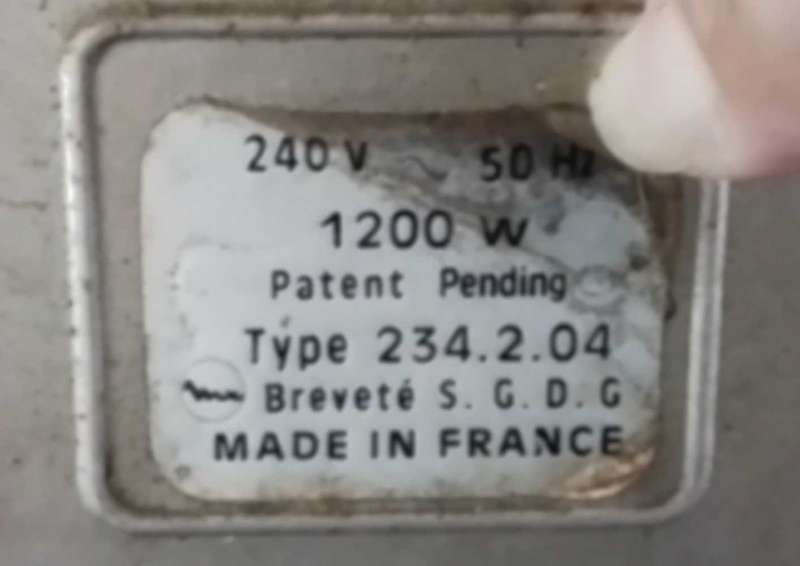 240 V 50 Hz
1200 W
Patent Pending
Type 234.2.04
Breveté S. G. D. G
MADE IN FRANCE